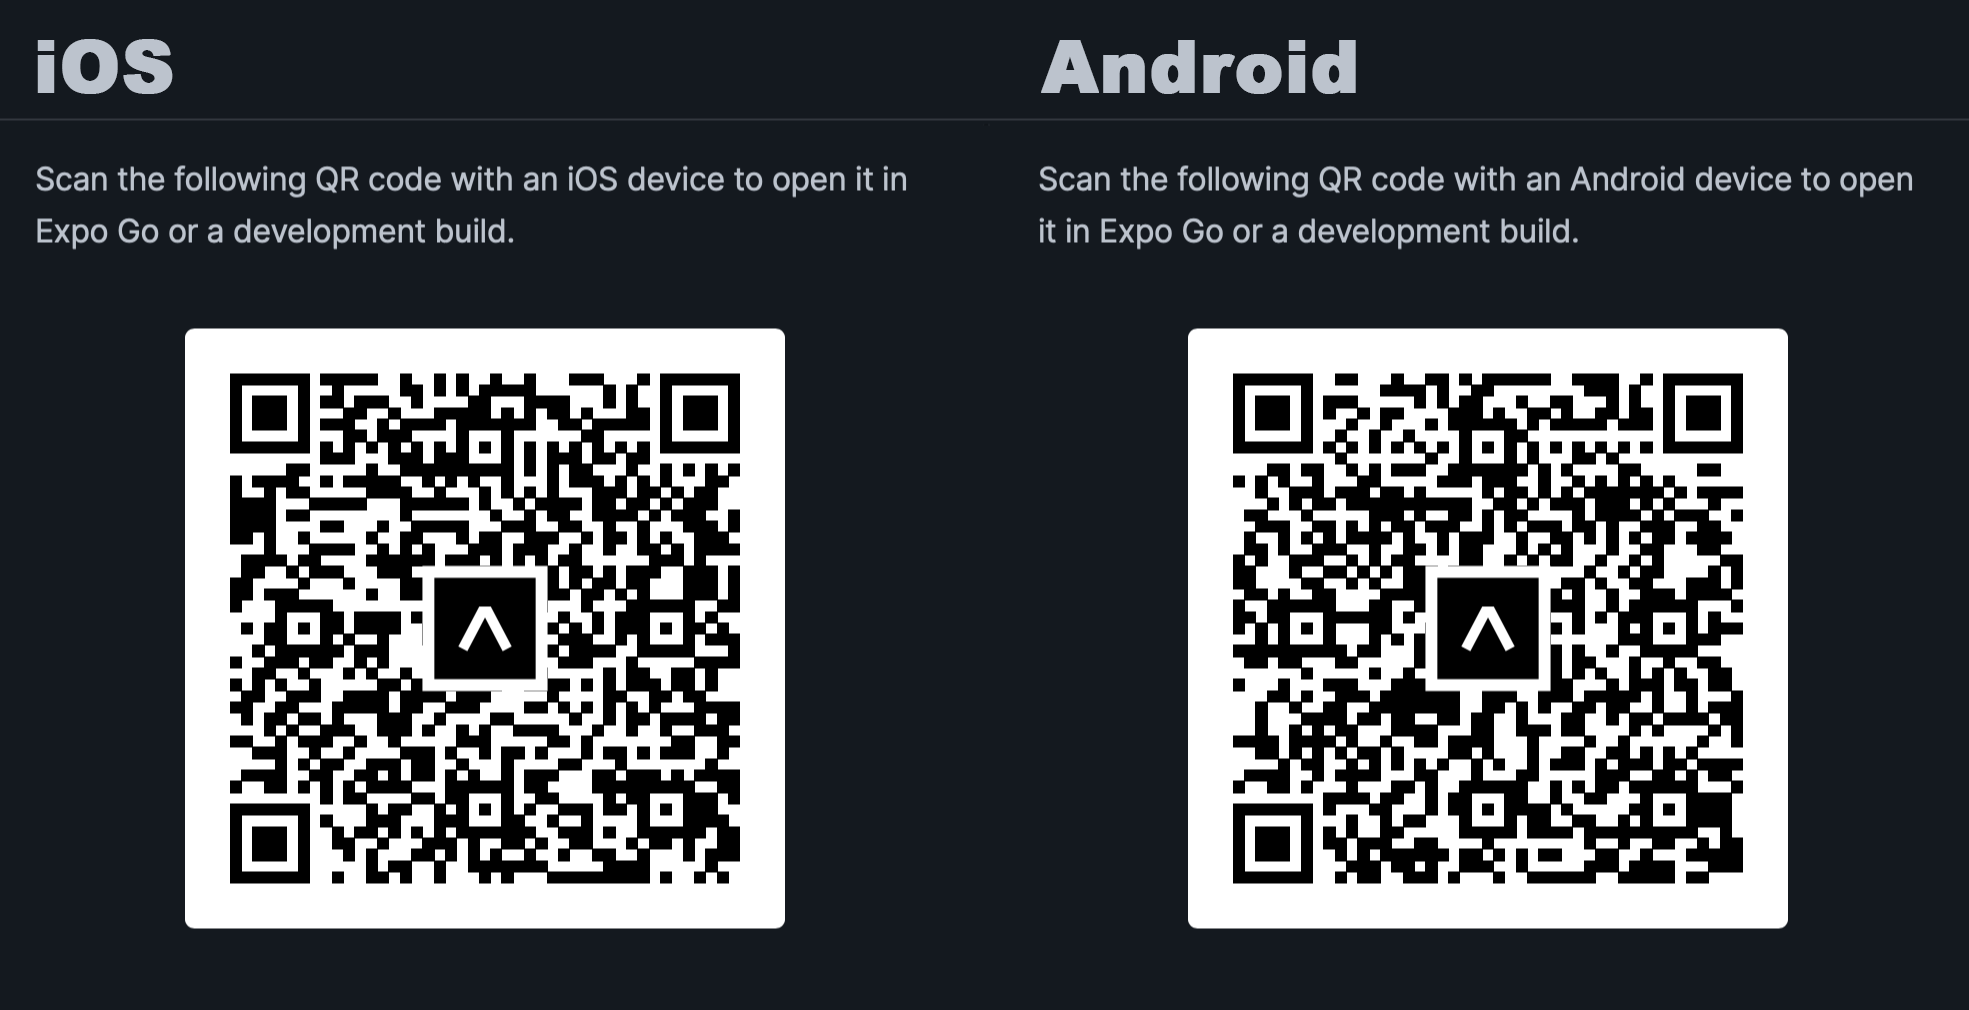 iOS
Scan the following QR code with an iOS device to open it in
Expo Go or a development build.
Android
Scan the following QR code with an Android device to open
it in Expo Go or a development build.